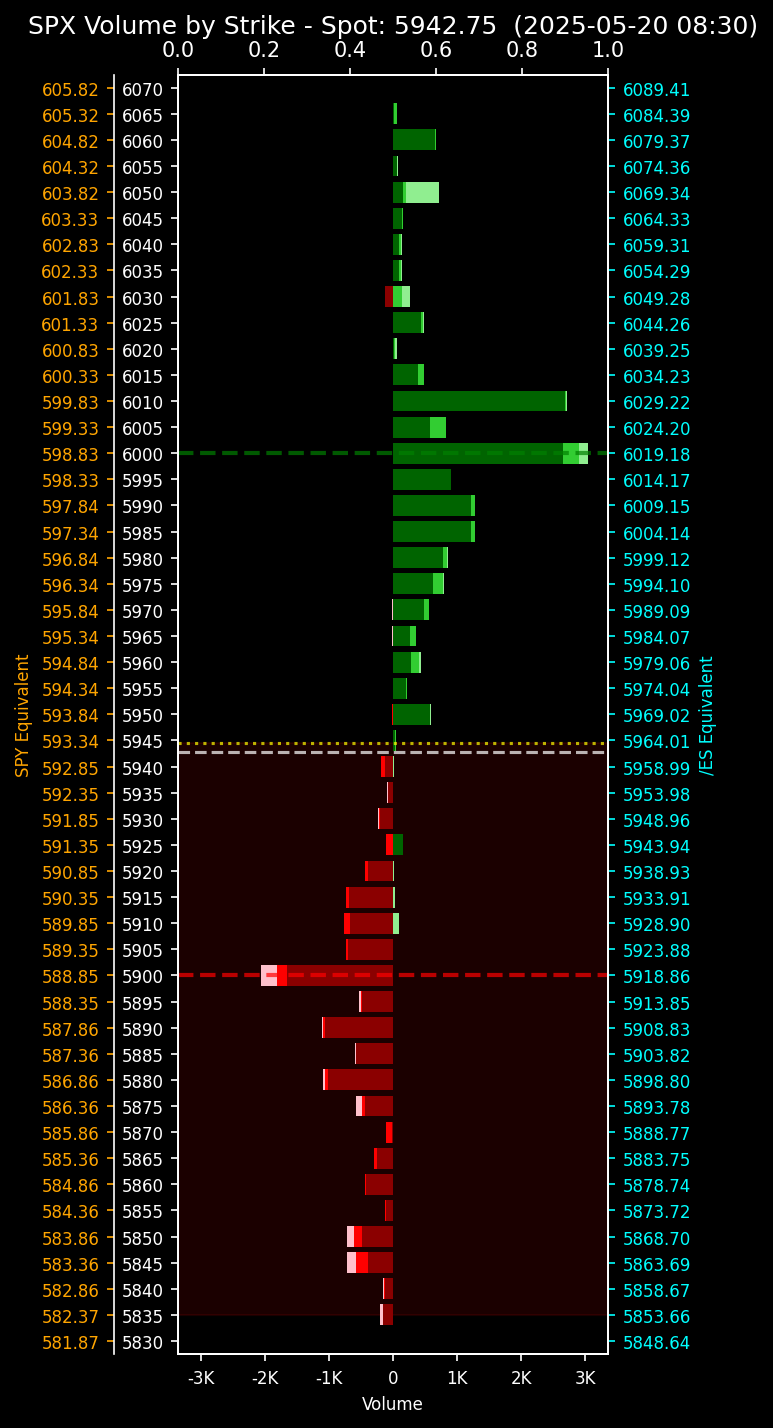 SPX Volume by Strike - Spot: 5942.75 (2025-05-20 08:30)
0.0 0.2 0.4 0.6 0.8 1.0
605.82 6070 6089.41
605.32 6065 6084.39
604.82 6060 6079.37
604.32 6055 6074.36
603.82 6050 6069.34
603.33 6045 6064.33
602.83 6040 6059.31
602.33 6035 6054.29
601.83 6030 6049.28
601.33 6025 6044.26
600.83 6020 6039.25
600.33 6015 6034.23
599.83 6010 6029.22
599.33 6005 6024.20
598.83 6000 6019.18
598.33 5995 6014.17
597.84 5990 6009.15
597.34 5985 6004.14
596.84 5980 5999.12
596.34 5975 5994.10
595.84 5970 5989.09
595.34 5965 5984.07
594.84 5960 5979.06
594.34 5955 5974.04
593.84 5950 5969.02
593.34 5945 5964.01
592.85 5940 5958.99
592.35 5935 5953.98
591.85 5930 5948.96
591.35 5925 5943.94
590.85 5920 5938.93
590.35 5915 5933.91
589.85 5910 5928.90
589.35 5905 5923.88
588.85 5900 5918.86
588.35 5895 5913.85
587.86 5890 5908.83
587.36 5885 5903.82
586.86 5880 5898.80
586.36 5875 5893.78
585.86 5870 5888.77
585.36 5865 5883.75
584.86 5860 5878.74
584.36 5855 5873.72
583.86 5850 5868.70
583.36 5845 5863.69
582.86 5840 5858.67
582.37 5835 5853.66
581.87 5830 5848.64
SPY Equivalent
/ES Equivalent
-3K -2K -1K 0 1K 2K 3K
Volume